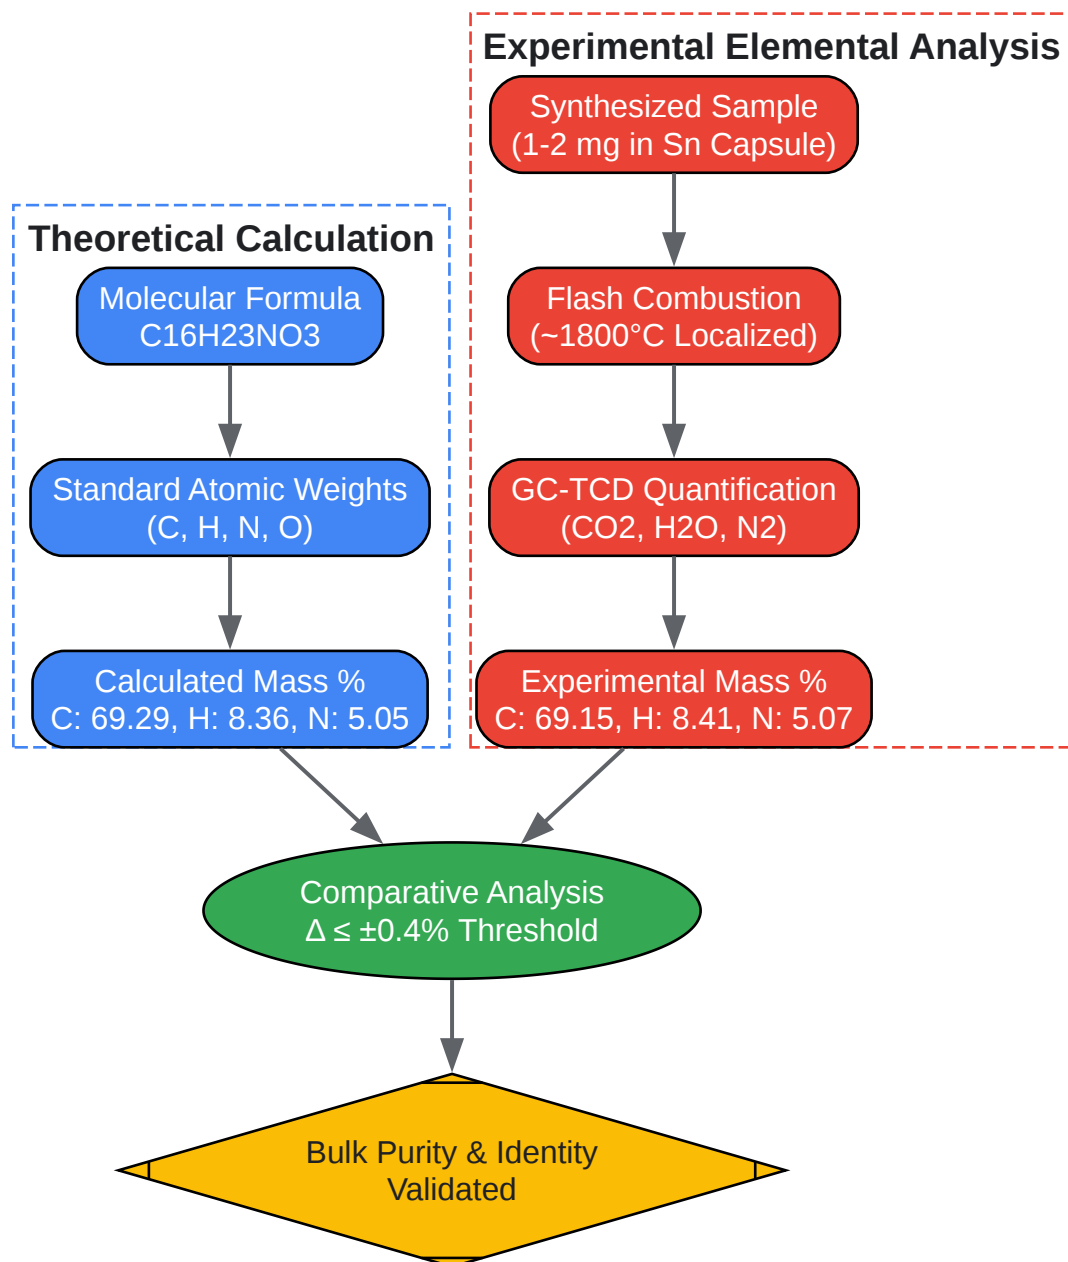 Experimental Elemental Analysis
Synthesized Sample
(1-2 mg in Sn Capsule)
Flash Combustion
(~1800°C Localized)
GC-TCD Quantification
(CO2, H2O, N2)
Experimental Mass %
C: 69.15, H: 8.41, N: 5.07
Theoretical Calculation
Molecular Formula
C16H23NO3
Standard Atomic Weights
(C, H, N, O)
Calculated Mass %
C: 69.29, H: 8.36, N: 5.05
Comparative Analysis
Δ ≤ ±0.4% Threshold
Bulk Purity & Identity
Validated